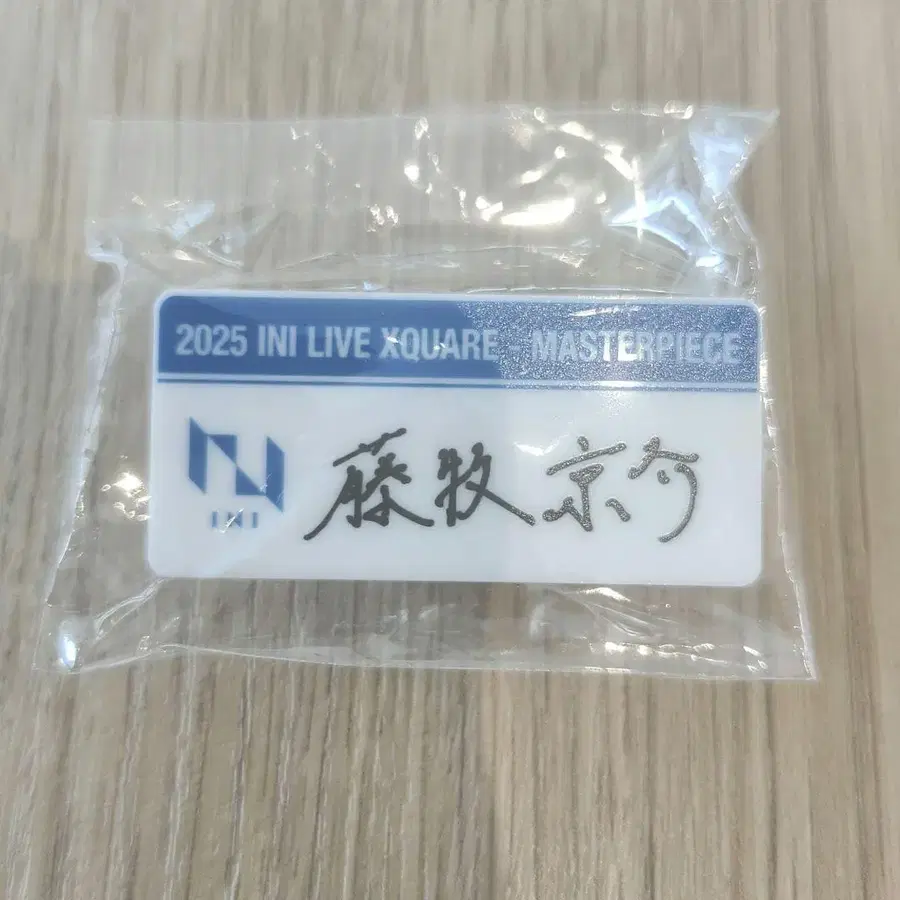 2025 INI LIVE XQUARE - MASTERPIECE
INI
藤牧京介